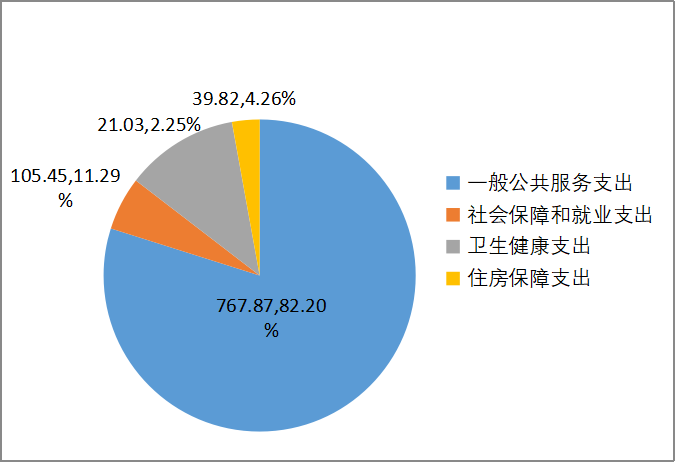 39.82,4.26%
21.03,2.25%
105.45,11.29
%
767.87,82.20
%
一般公共服务支出
社会保障和就业支出
卫生健康支出
住房保障支出